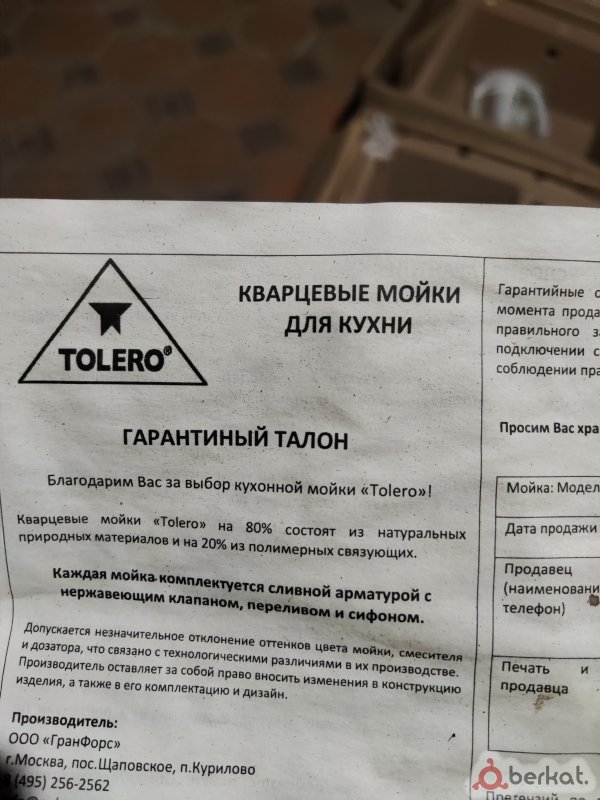 TOLERO®
КВАРЦЕВЫЕ МОЙКИ
ДЛЯ КУХНИ
ГАРАНТИНЫЙ ТАЛОН
Благодарим Вас за выбор кухонной мойки «Tolero»!
Кварцевые мойки «Tolero» на 80% состоят из натуральных
природных материалов и на 20% из полимерных связующих.
Каждая мойка комплектуется сливной арматурой с
нержавеющим клапаном, переливом и сифоном.
Допускается незначительное отклонение оттенков цвета мойки, смесителя
и дозатора, что связано с технологическими различиями в их производстве.
Производитель оставляет за собой право вносить изменения в конструкцию
изделия, а также в его комплектацию и дизайн.
Производитель:
ООО «ГранФорс»
г.Москва, пос.Щаповское, п.Курилово
8(495) 256-2562
Гарантийные с
момента прода
правильного з
подключении с
соблюдении пра
Просим Вас хра
Мойка: Модел
Дата продажи
Продавец
(наименовани
телефон)
Печать и
продавца
berkat.